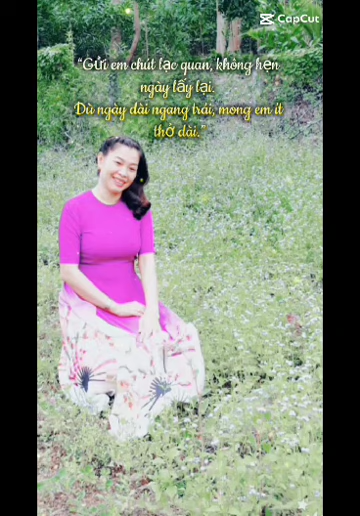 CapCut
“Gửi em chút lạc quan, không hẹn
ngày lấy lại.
Dù ngày dài ngang trái, mong em ít
thở dài.”